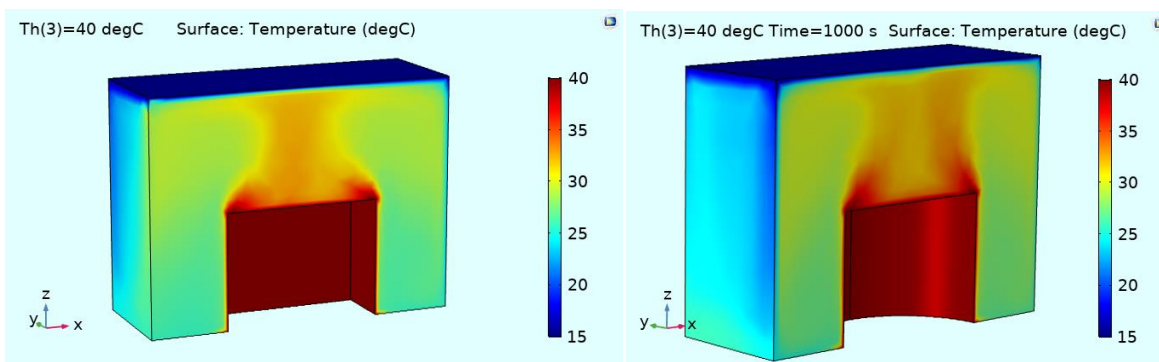 Th(3)=40 degC Surface: Temperature (degC)
40
35
30
25
20
15
z
y x
Th(3)=40 degC Time=1000 s Surface: Temperature (degC)
40
35
30
25
20
15
z
y x